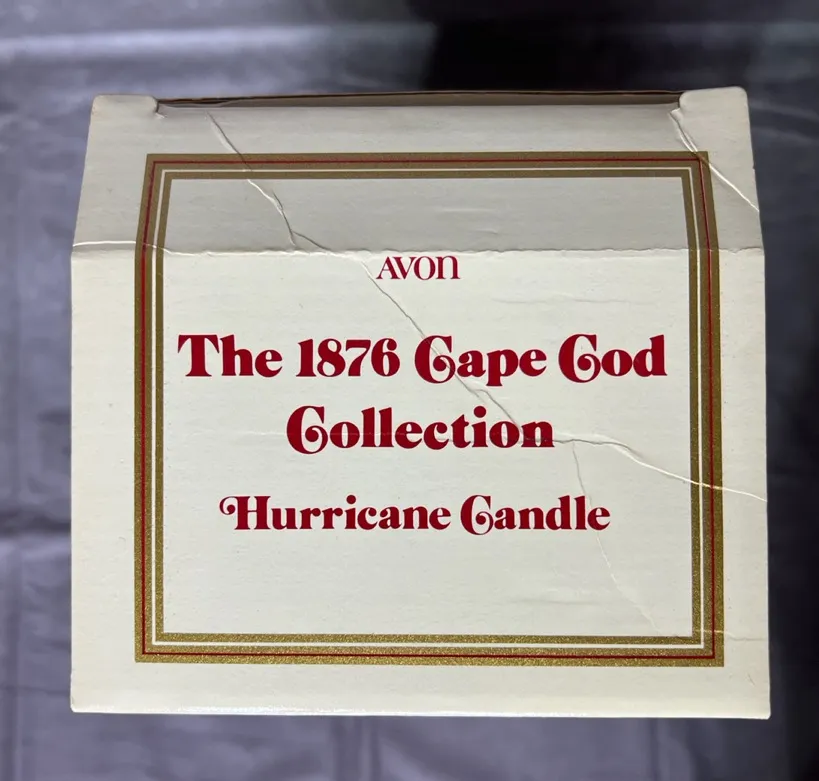 AVON
The 1876 Cape Cod
Collection
Hurricane Candle